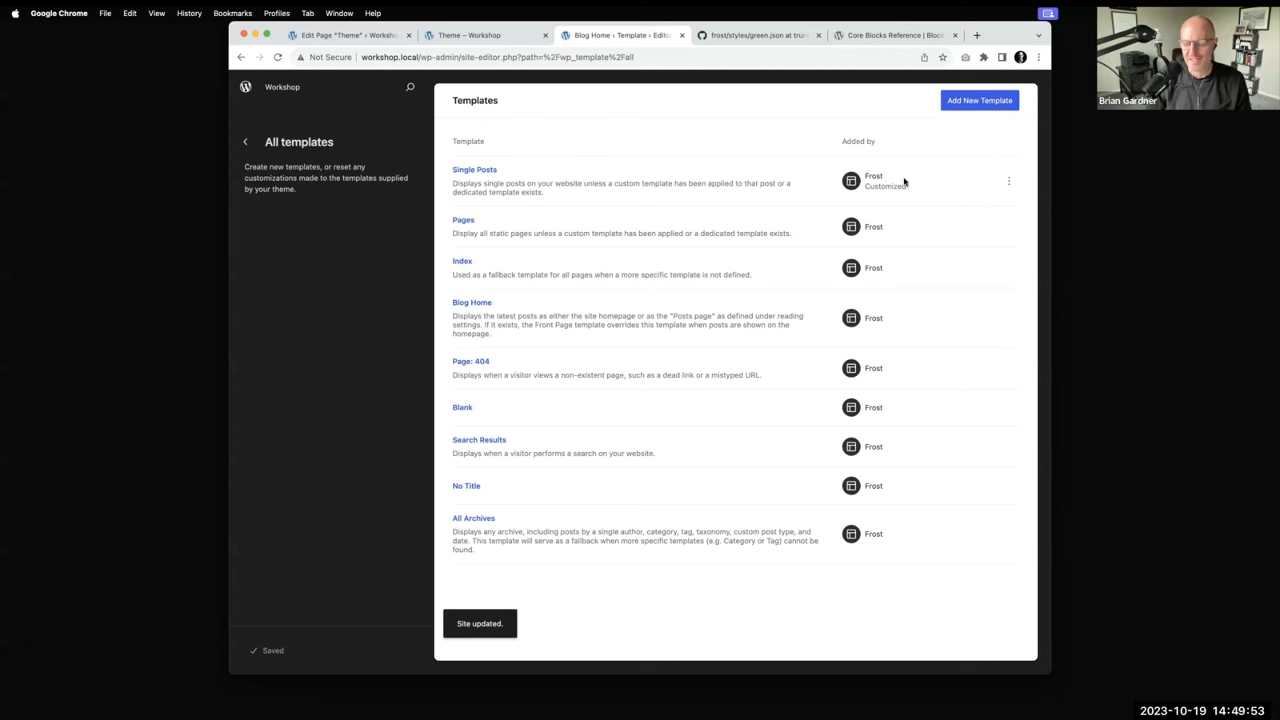 Google Chrome File Edit View History Bookmarks Profiles Tab Window Help
Edit Page "Theme" ‹ Worksho
Theme – Workshop
Blog Home ‹ Template ‹ Edito
frost/styles/green.json at trun
Core Blocks Reference | Block
Not Secure workshop.local/wp-admin/site-editor.php?path=%2Fwp_template%2Fall
Workshop
All templates
Create new templates, or reset any
customizations made to the templates supplied
by your theme.
Saved
Templates
Add New Template
Template Added by
Single Posts
Displays single posts on your website unless a custom template has been applied to that post or a
dedicated template exists.
Frost
Customized
Pages
Display all static pages unless a custom template has been applied or a dedicated template exists.
Frost
Index
Used as a fallback template for all pages when a more specific template is not defined.
Frost
Blog Home
Displays the latest posts as either the site homepage or as the "Posts page" as defined under reading
settings. If it exists, the Front Page template overrides this template when posts are shown on the
homepage.
Frost
Page: 404
Displays when a visitor views a non-existent page, such as a dead link or a mistyped URL.
Frost
Blank
Frost
Search Results
Displays when a visitor performs a search on your website.
Frost
No Title
Frost
All Archives
Displays any archive, including posts by a single author, category, tag, taxonomy, custom post type, and
date. This template will serve as a fallback when more specific templates (e.g. Category or Tag) cannot be
found.
Frost
Site updated.
Brian Gardner
2023-10-19 14:49:53